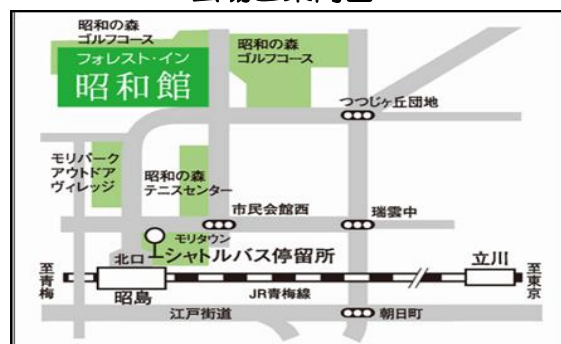 昭和の森
ゴルフコース
昭和の森
ゴルフコース
フォレスト・イン
昭和館
つつじヶ丘団地
モリパーク
アウトドア
ヴィレッジ
昭和の森
テニスセンター
市民会館西
瑞雲中
モリタウン
北口
シャトルバス停留所
至青梅
昭島
JR青梅線
立川
至東京
江戸街道
朝日町